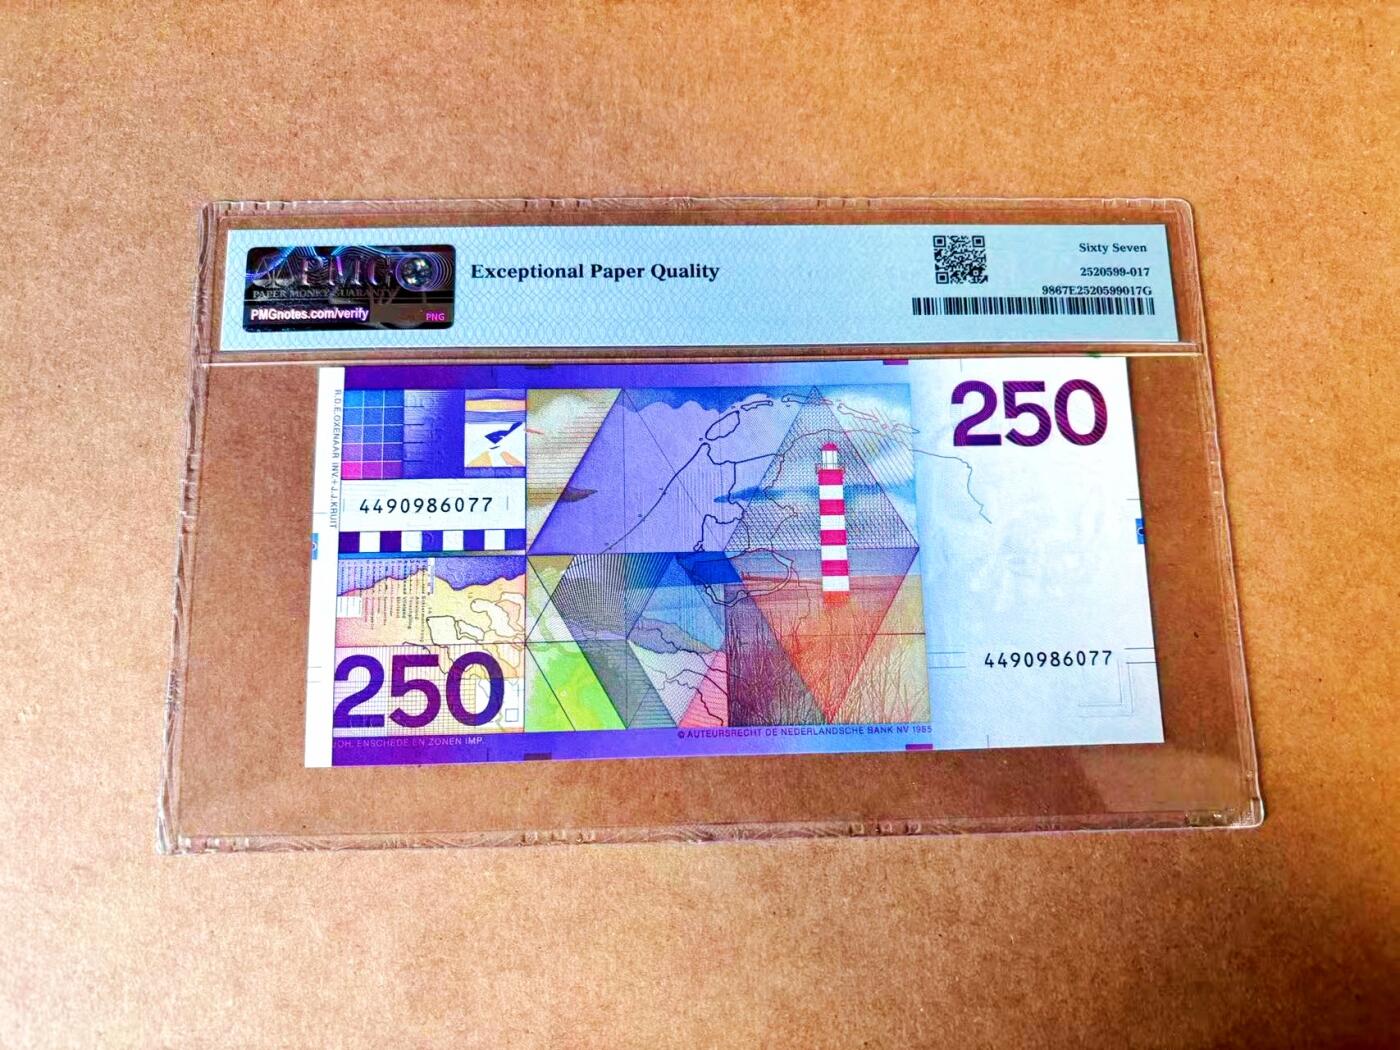 PMG
PAPER MONEY GUARANTY
PMGnotes.com/verify
PNG
Exceptional Paper Quality
Sixty Seven
2520599-017
9867E2520599017G
R.D.E. OXENAAR INV + J.J. KRUIT
4490986077
250
250
4490986077
JOH. ENSCHEDE EN ZONEN IMP.
© AUTEURSRECHT DE NEDERLANDSCHE BANK NV 1985